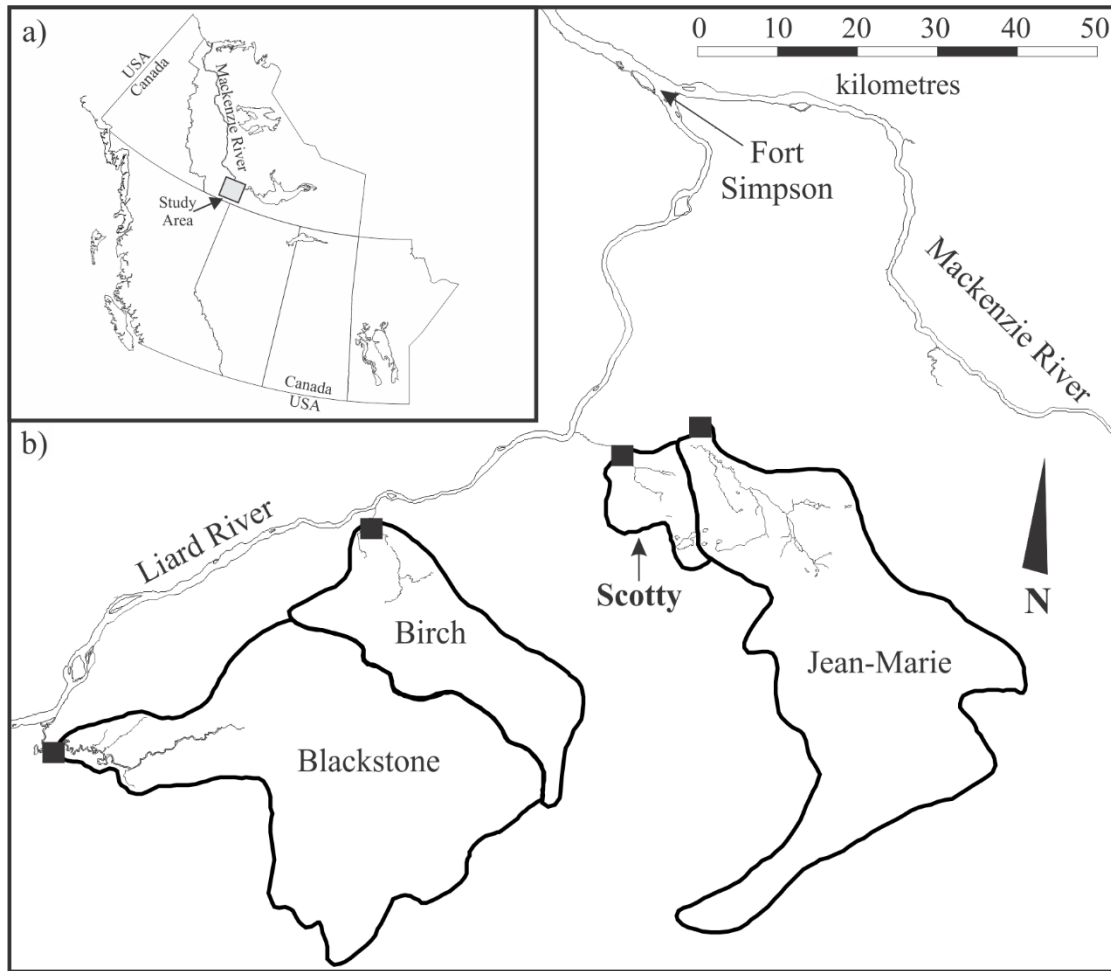 a)
USA
Canada
Mackenzie River
Study
Area
Canada
USA
0 10 20 30 40 50
kilometres
Fort
Simpson
Mackenzie River
b)
Liard River
Scotty
N
Birch
Jean-Marie
Blackstone